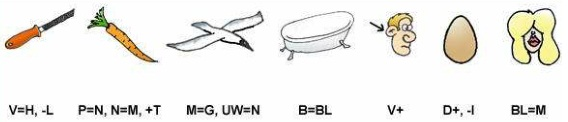 V=H, -L P=N, N=M, +T M=G, UW=N B=BL V+ D+, -I BL=M